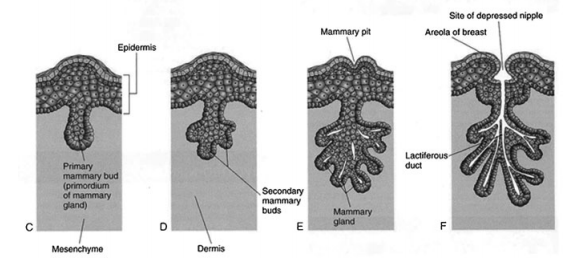 Epidermis
Primary
mammary bud
(primordium
of mammary
gland)
C
Mesenchyme
D
Dermis
Secondary
mammary
buds
Mammary pit
E
Mammary
gland
Site of depressed nipple
Areola of breast
Lactiferous
duct
F